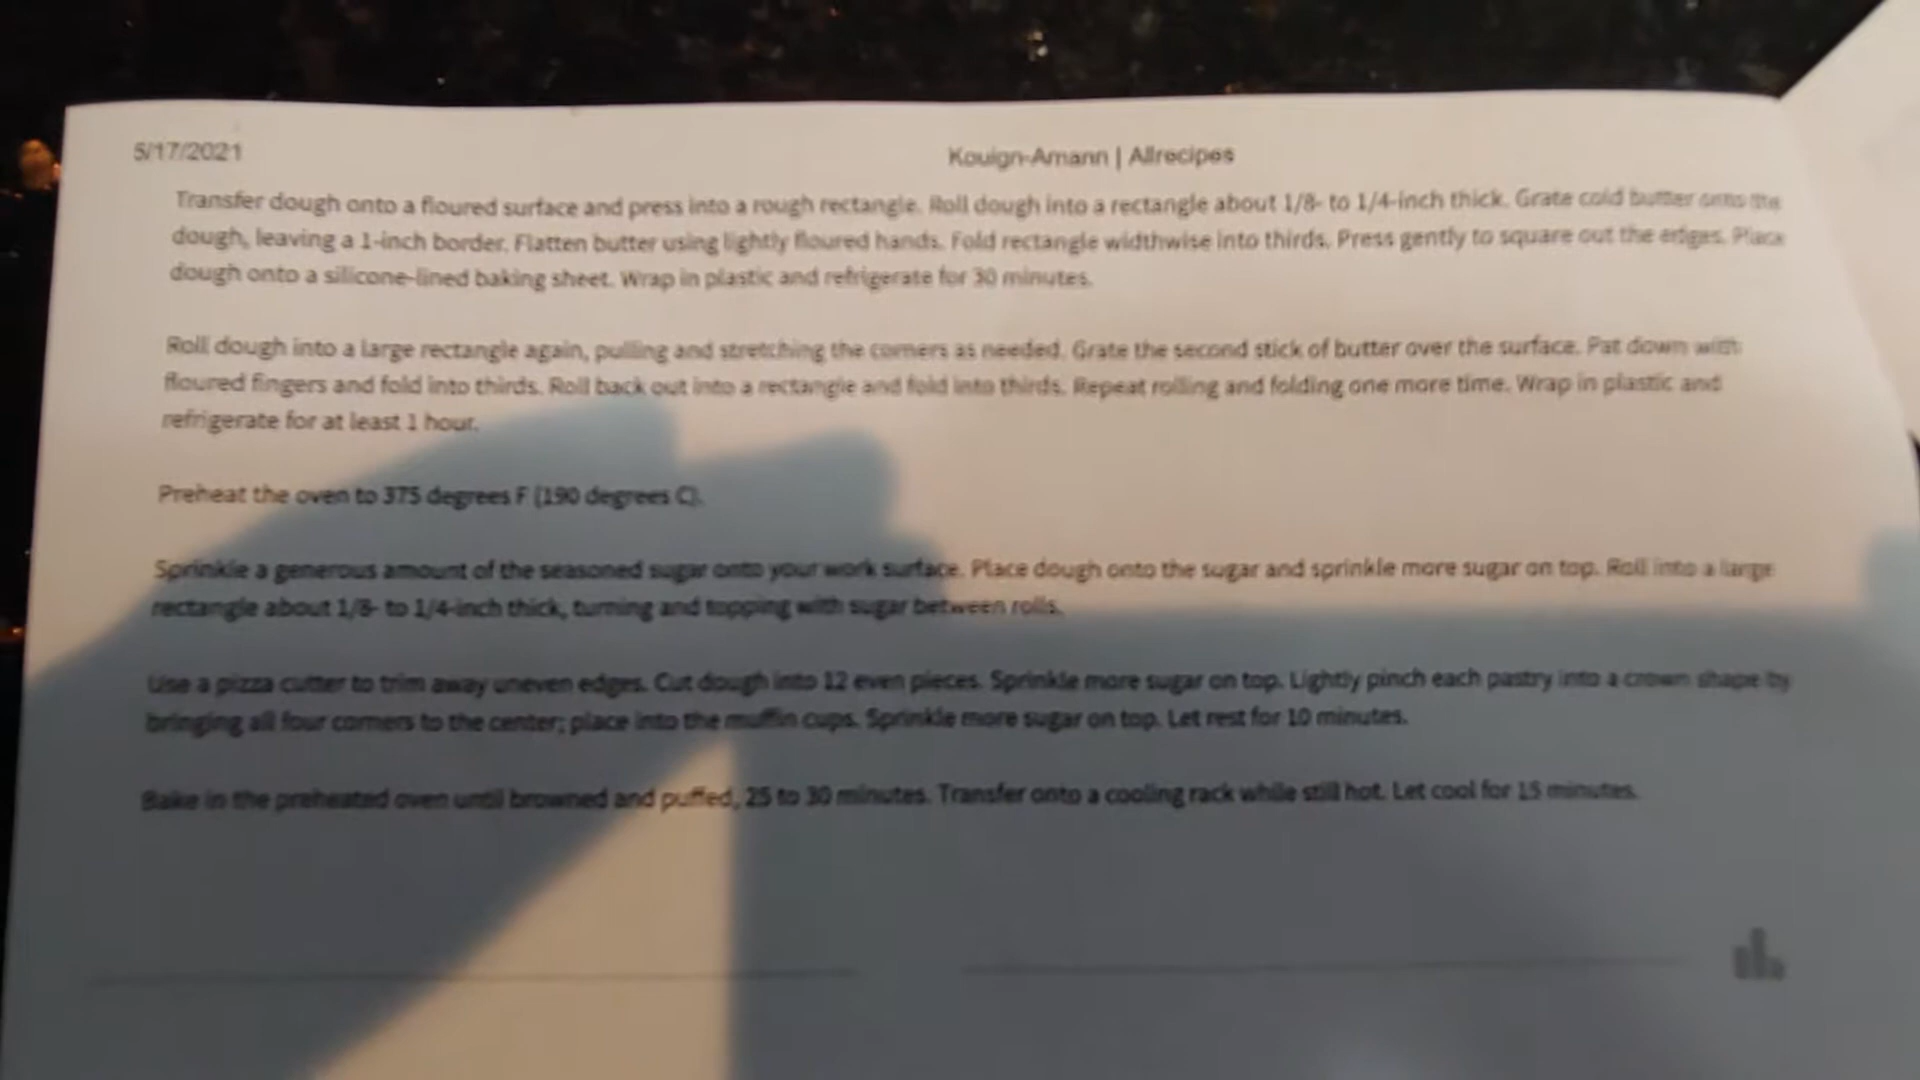 5/17/2021
Kouign-Amann | Allrecipes
Transfer dough onto a floured surface and press into a rough rectangle. Roll dough into a rectangle about 1/8- to 1/4-inch thick. Grate cold butter onto the
dough, leaving a 1-inch border. Flatten butter using lightly floured hands. Fold rectangle widthwise into thirds. Press gently to square out the edges. Place
dough onto a silicone-lined baking sheet. Wrap in plastic and refrigerate for 30 minutes.
Roll dough into a large rectangle again, pulling and stretching the corners as needed. Grate the second stick of butter over the surface. Pat down with
floured fingers and fold into thirds. Roll back out into a rectangle and fold into thirds. Repeat rolling and folding one more time. Wrap in plastic and
refrigerate for at least 1 hour.
Preheat the oven to 375 degrees F (190 degrees C).
Sprinkle a generous amount of the seasoned sugar onto your work surface. Place dough onto the sugar and sprinkle more sugar on top. Roll into a large
rectangle about 1/8- to 1/4-inch thick, turning and topping with sugar between rolls.
Use a pizza cutter to trim away uneven edges. Cut dough into 12 even pieces. Sprinkle more sugar on top. Lightly pinch each pastry into a crown shape by
bringing all four corners to the center; place into the muffin cups. Sprinkle more sugar on top. Let rest for 10 minutes.
Bake in the preheated oven until browned and puffed, 25 to 30 minutes. Transfer onto a cooling rack while still hot. Let cool for 15 minutes.